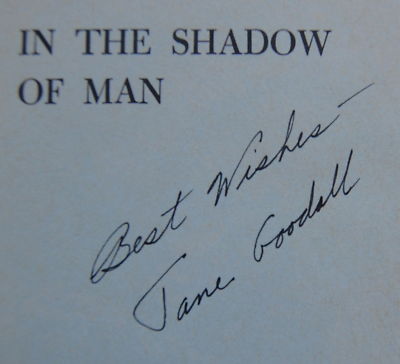 IN THE SHADOW
OF MAN
Best Wishes—
Jane Goodall